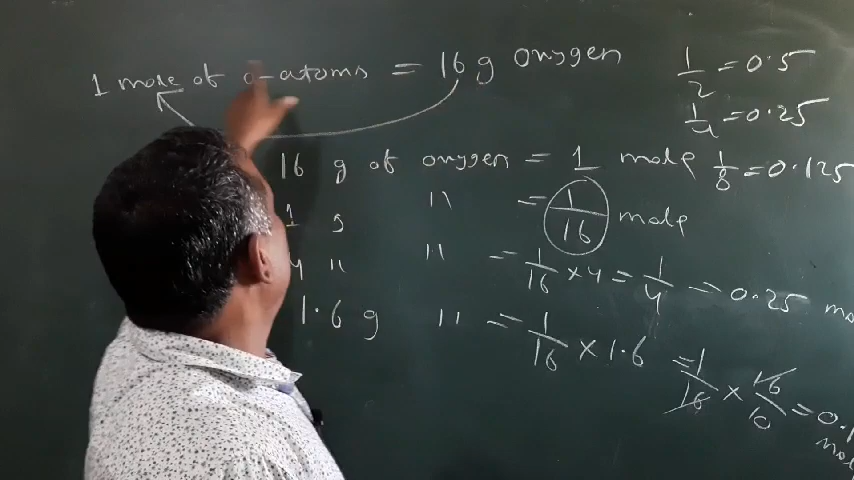 1 mole of o-atoms = 16 g oxygen
1/2 = 0.5
1/4 = 0.25
16 g of oxygen = 1 mole
1/8 = 0.125
1 g " = 1/16 mole
4 " " = 1/16 × 4 = 1/4 = 0.25
1.6 g " = 1/16 × 1.6 = 1/16 × 16/10 = 0.1